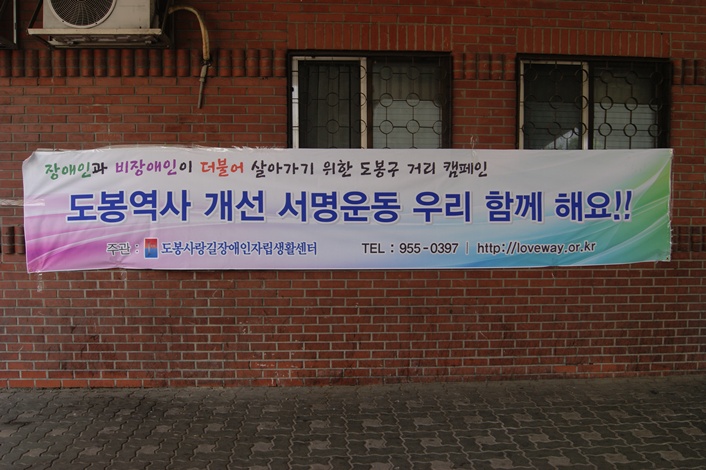 장애인과 비장애인이 더불어 살아가기 위한 도봉구 거리 캠페인
도봉역사 개선 서명운동 우리 함께 해요!!
주관 : 도봉사랑길장애인자립생활센터 TEL : 955-0397 | http://loveway.or.kr